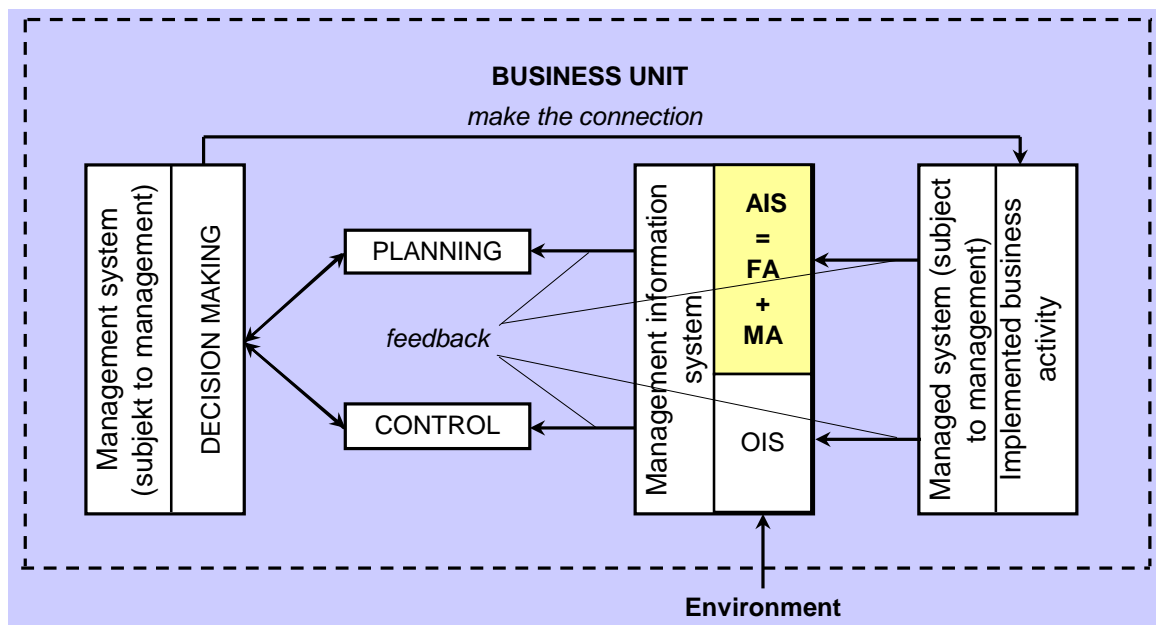 BUSINESS UNIT
make the connection
Management system
(subjekt to management)
DECISION MAKING
PLANNING
feedback
CONTROL
Management information
system
AIS
=
FA
+
MA
OIS
Managed system (subject
to management)
Implemented business
activity
Environment